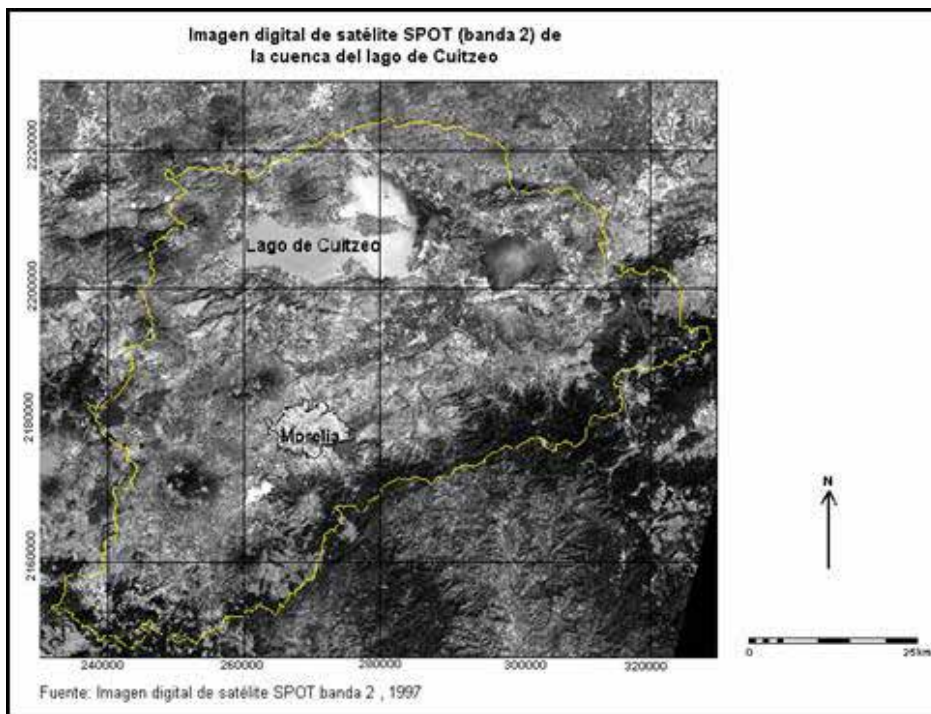 Imagen digital de satélite SPOT (banda 2) de
la cuenca del lago de Cuitzeo
2220000
2200000
2180000
2160000
Lago de Cuitzeo
Morelia
N
0 25km
240000 260000 280000 300000 320000
Fuente: Imagen digital de satélite SPOT banda 2 , 1997